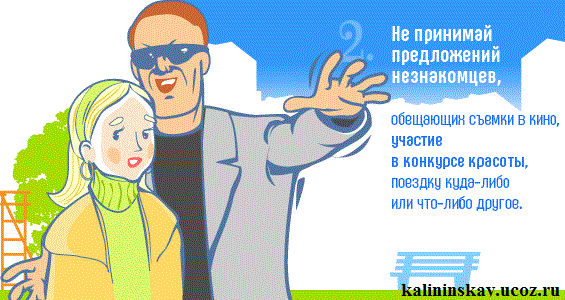 2.
Не принимай
предложений
незнакомцев,
обещающих съемки в кино,
участие
в конкурсе красоты,
поездку куда-либо
или что-либо другое.
kalininskav.ucoz.ru